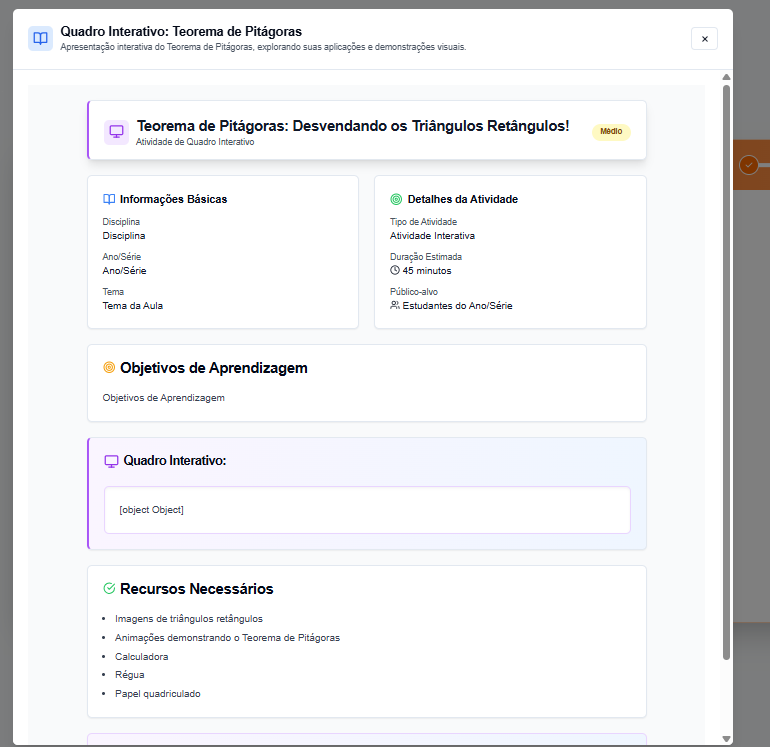 Quadro Interativo: Teorema de Pitágoras
Apresentação interativa do Teorema de Pitágoras, explorando suas aplicações e demonstrações visuais.
Teorema de Pitágoras: Desvendando os Triângulos Retângulos!
Médio
Atividade de Quadro Interativo
Informações Básicas
Disciplina
Disciplina
Ano/Série
Ano/Série
Tema
Tema da Aula
Detalhes da Atividade
Tipo de Atividade
Atividade Interativa
Duração Estimada
45 minutos
Público-alvo
Estudantes do Ano/Série
Objetivos de Aprendizagem
Objetivos de Aprendizagem
Quadro Interativo:
[object Object]
Recursos Necessários
• Imagens de triângulos retângulos
• Animações demonstrando o Teorema de Pitágoras
• Calculadora
• Régua
• Papel quadriculado